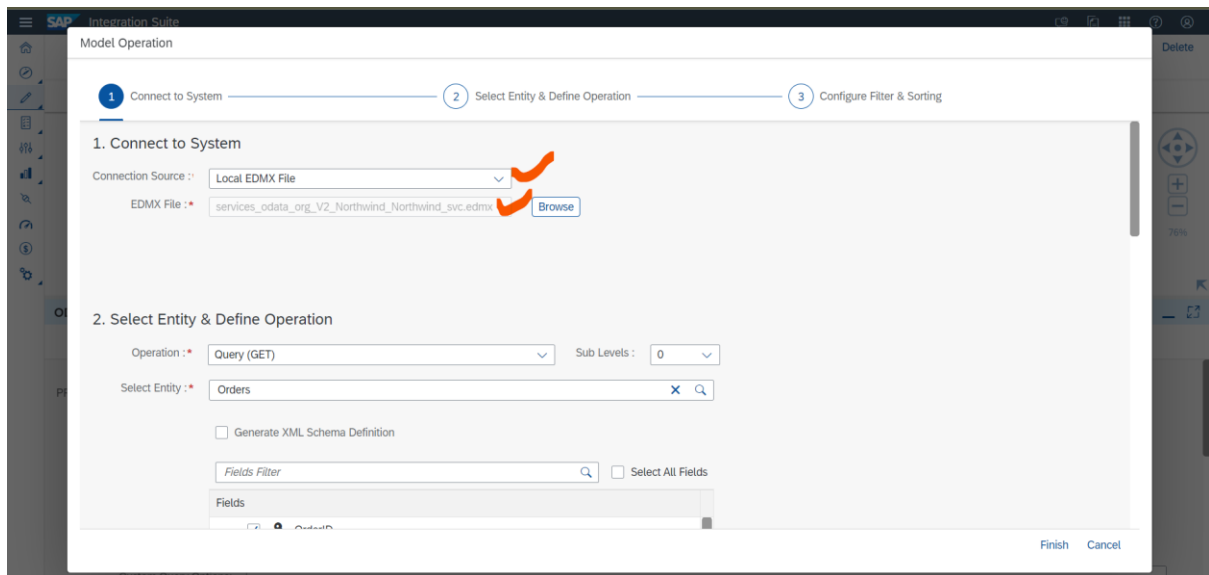 SAP Integration Suite
Model Operation
Delete
1 Connect to System 2 Select Entity & Define Operation 3 Configure Filter & Sorting
1. Connect to System
Connection Source :
Local EDMX File
EDMX File :*
services_odata_org_V2_Northwind_Northwind_svc.edmx
Browse
76%
2. Select Entity & Define Operation
Operation :*
Query (GET)
Sub Levels :
0
Select Entity :*
Orders
Generate XML Schema Definition
Fields Filter
Select All Fields
Fields
OrderID
Finish Cancel